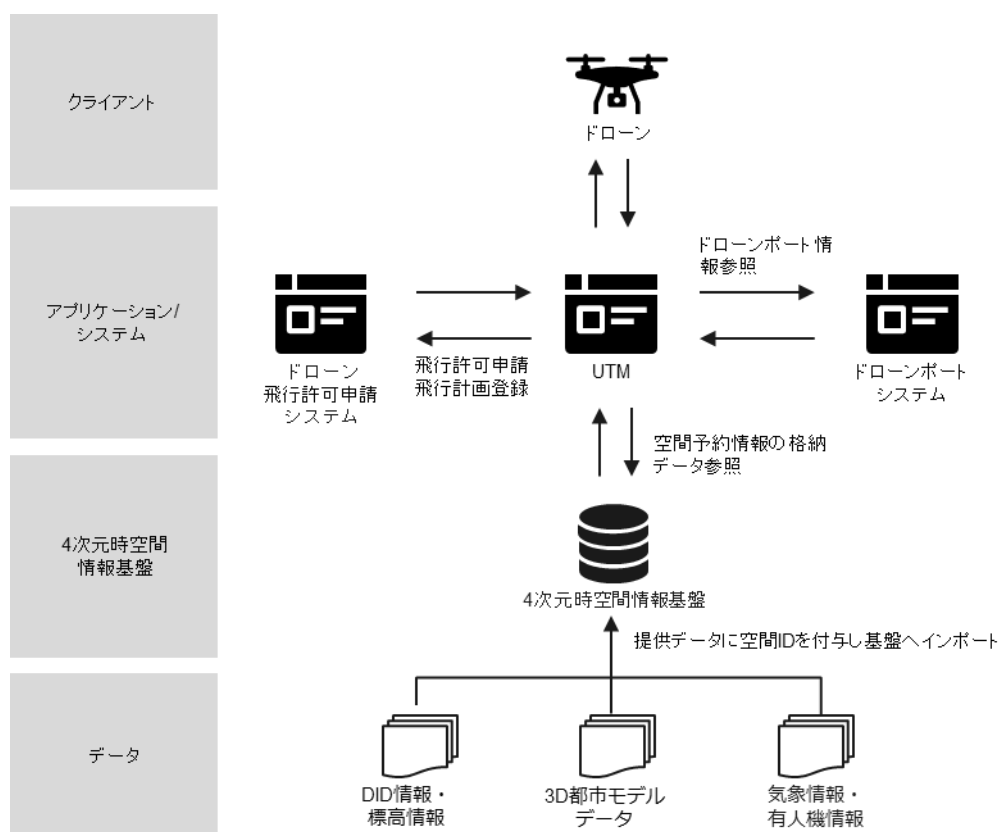 クライアント
ドローン
ドローンポート情
報参照
アプリケーション/
システム
ドローン
飛行許可申請
システム
飛行許可申請
飛行計画登録
UTM
ドローンポート
システム
空間予約情報の格納
データ参照
4次元時空間
情報基盤
4次元時空間情報基盤
提供データに空間IDを付与し基盤へインポート
データ
DID情報・
標高情報
3D都市モデル
データ
気象情報・
有人機情報